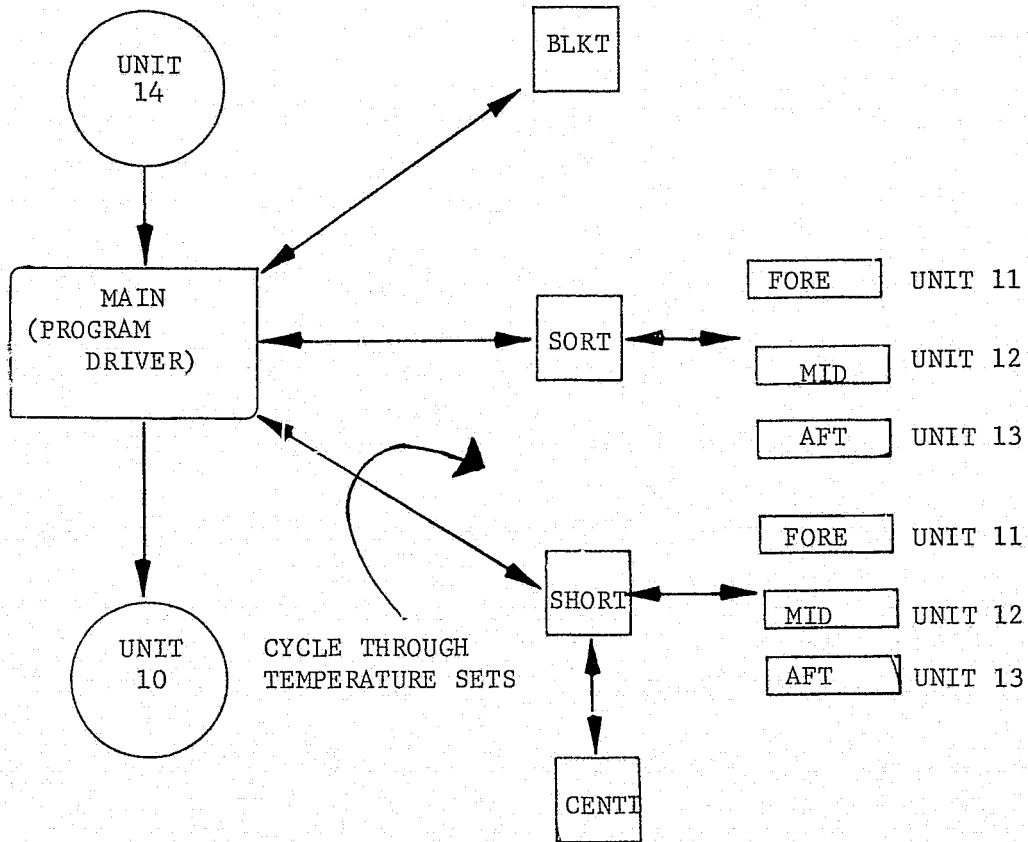 UNIT
14
BLKT
MAIN
(PROGRAM
DRIVER)
SORT
FORE UNIT 11
MID UNIT 12
AFT UNIT 13
FORE UNIT 11
SHORT
MID UNIT 12
AFT UNIT 13
UNIT
10
CYCLE THROUGH
TEMPERATURE SETS
CENTI